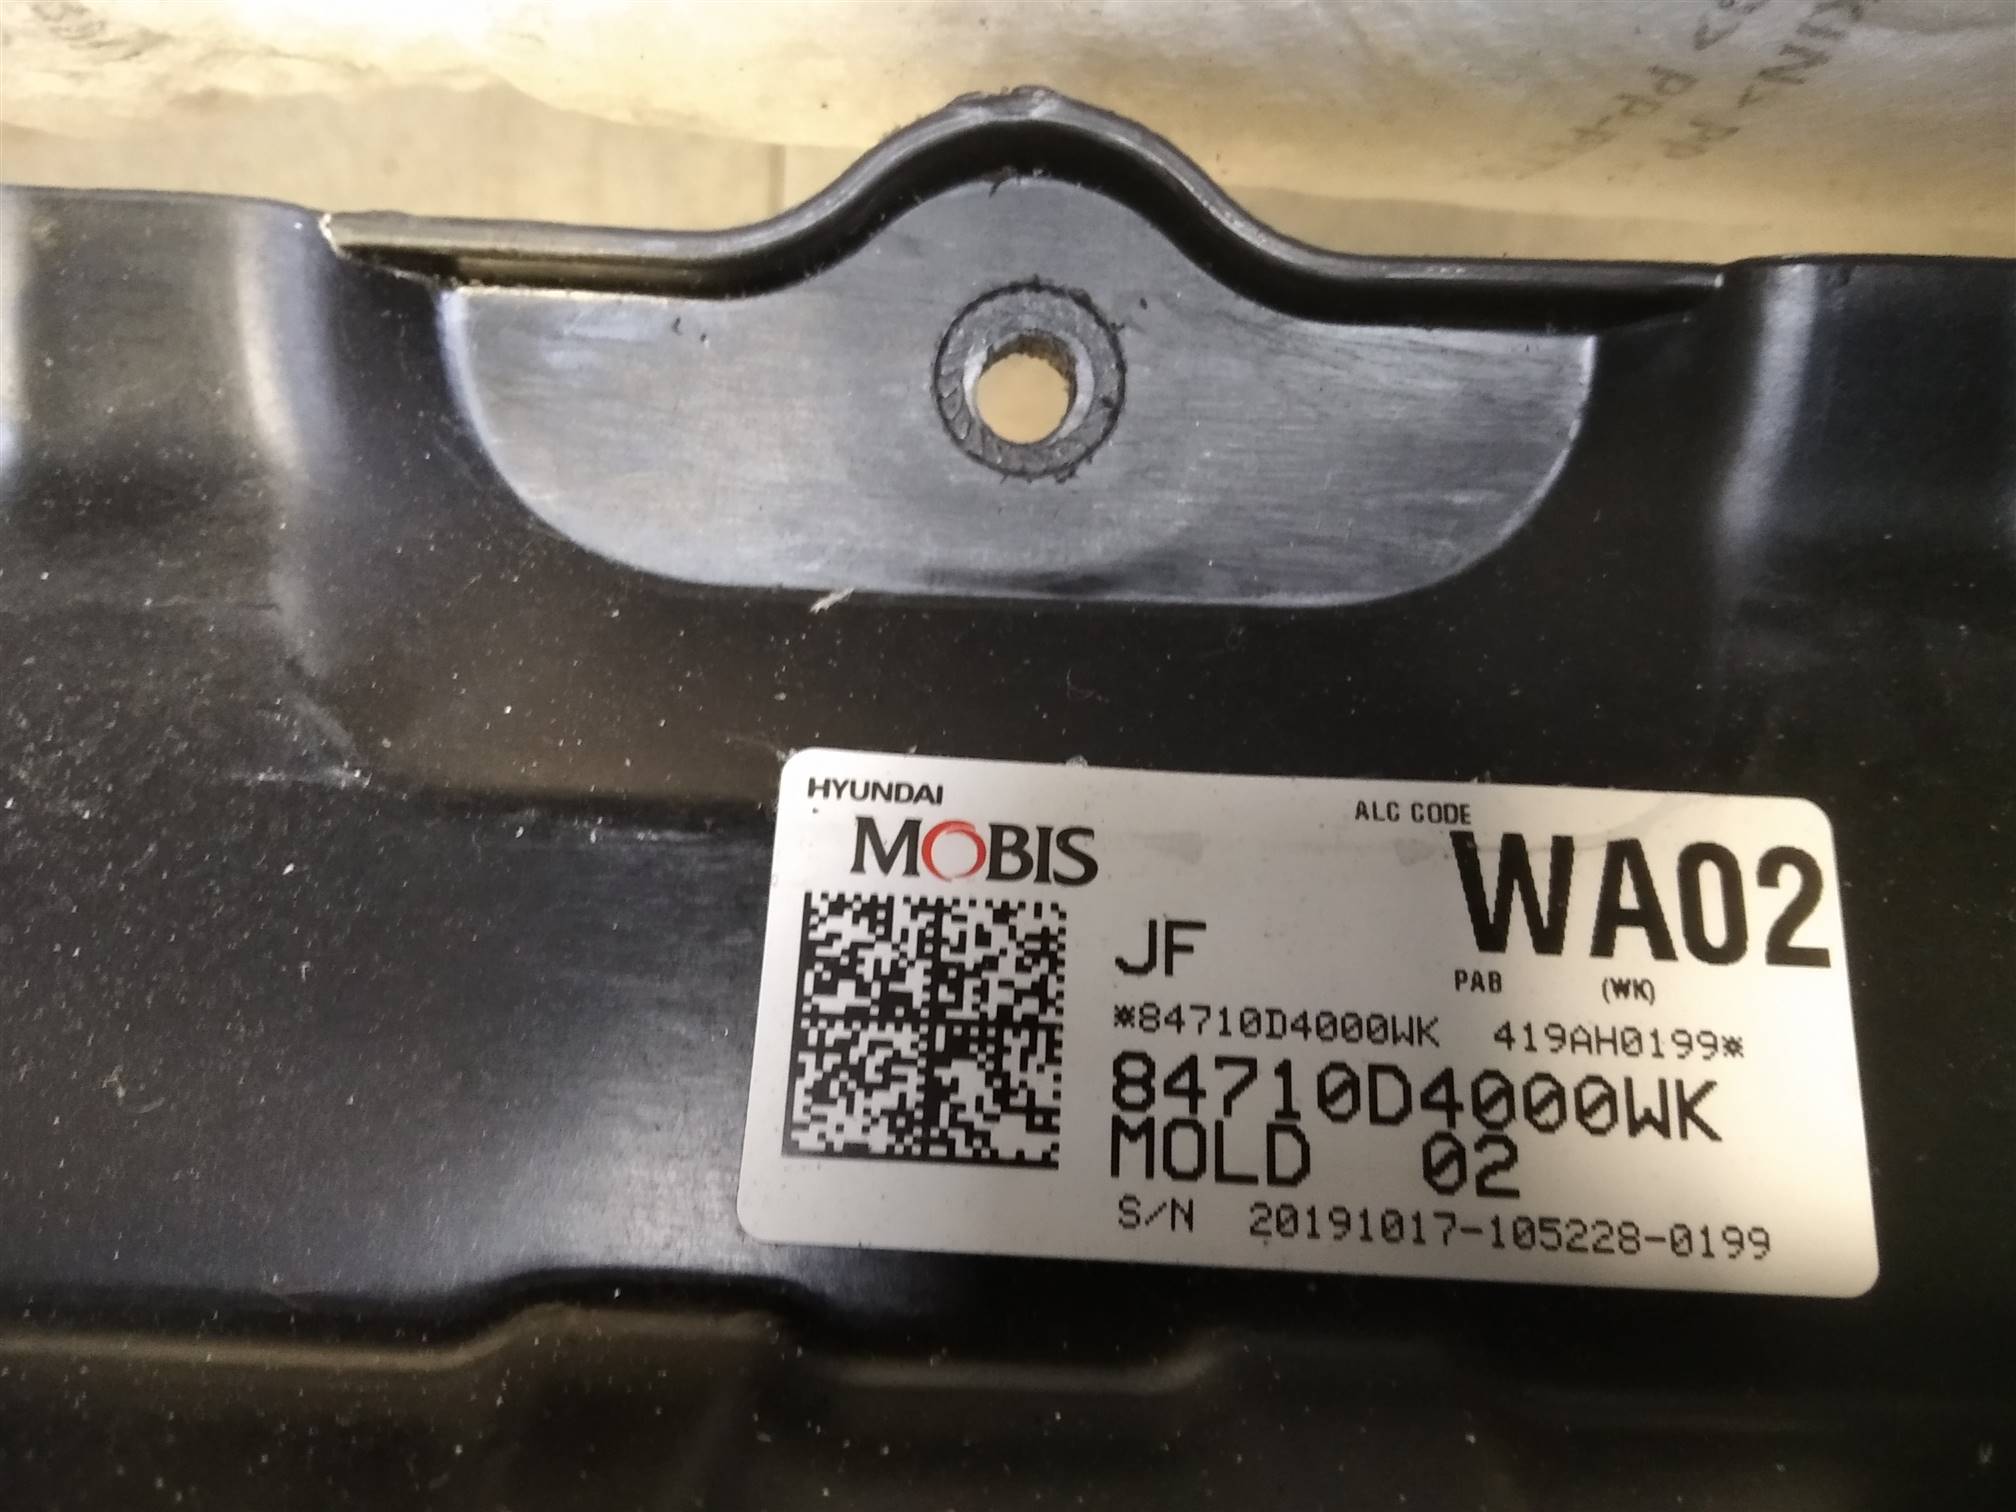 HYUNDAI
MOBIS
ALC CODE
WA02
JF
PAB (WK)
*84710D4000WK 419AH0199*
84710D4000WK
MOLD 02
S/N 20191017-105228-0199